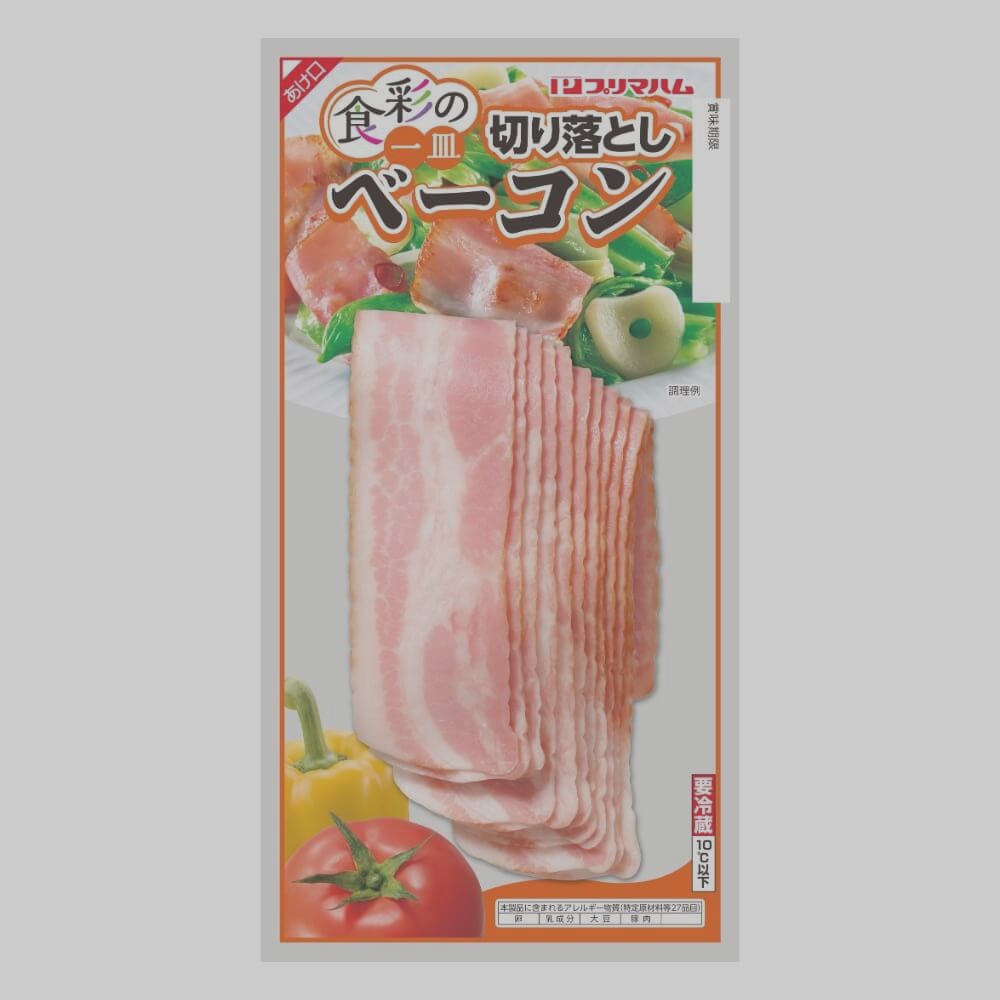 あけ口
プリマハム
食彩の
一皿
切り落とし
ベーコン
賞味期限
調理例
要冷蔵
10℃以下
本製品に含まれるアレルギー物質(特定原材料等27品目)
卵 乳成分 大豆 豚肉